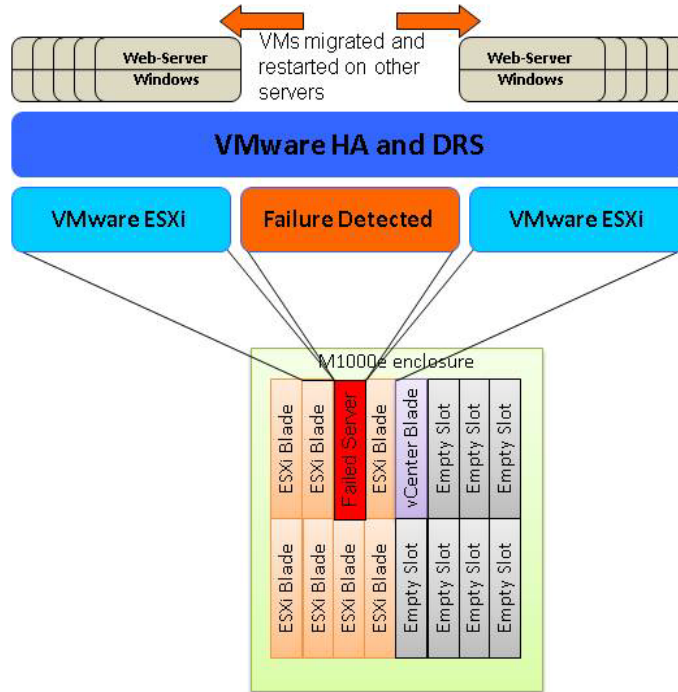 VMs migrated and
restarted on other
servers
Web-Server
Windows
Web-Server
Windows
VMware HA and DRS
VMware ESXi
Failure Detected
VMware ESXi
M1000e enclosure
ESXi Blade
ESXi Blade
Failed Server
ESXi Blade
vCenter Blade
Empty Slot
Empty Slot
Empty Slot
ESXi Blade
ESXi Blade
ESXi Blade
ESXi Blade
Empty Slot
Empty Slot
Empty Slot
Empty Slot